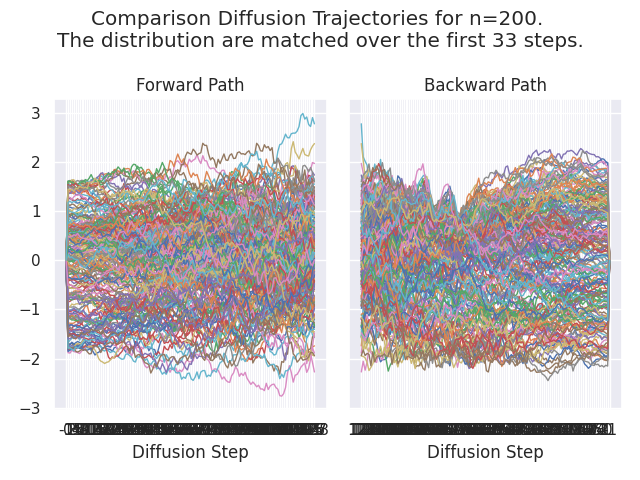 Comparison Diffusion Trajectories for n=200.
The distribution are matched over the first 33 steps.
Forward Path
Backward Path
3
2
1
0
−1
−2
−3
Diffusion Step
Diffusion Step